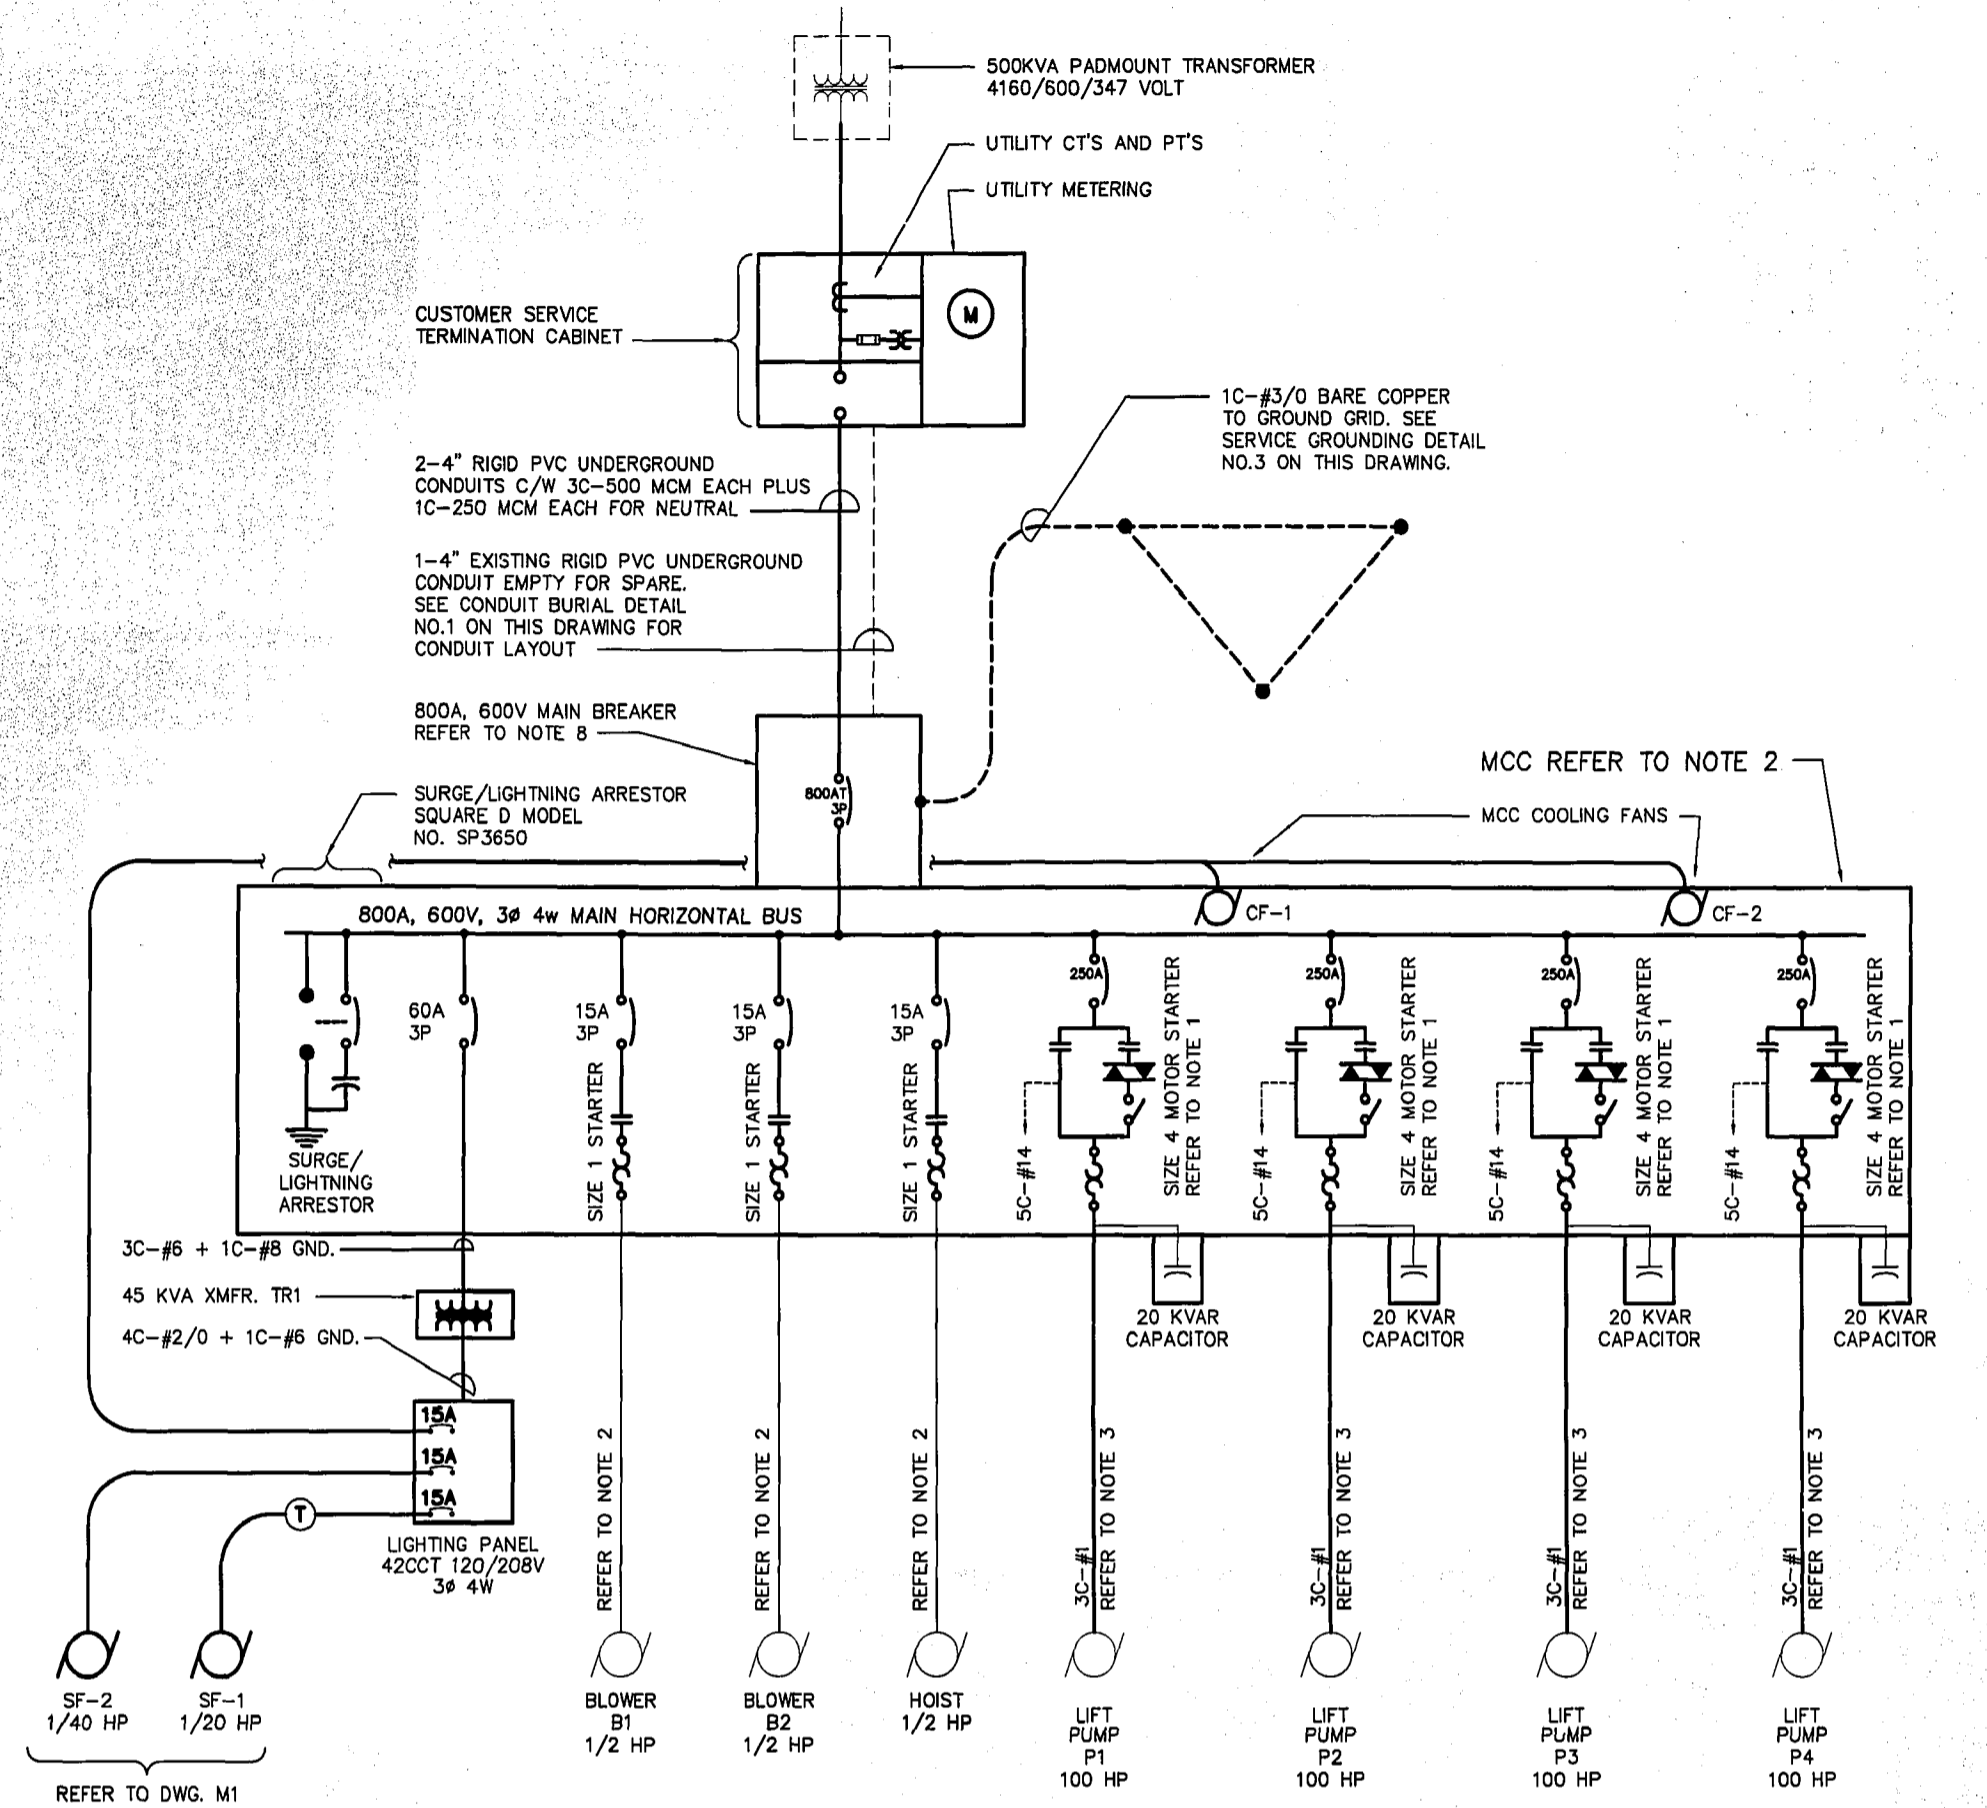 500KVA PADMOUNT TRANSFORMER
4160/600/347 VOLT
UTILITY CT'S AND PT'S
UTILITY METERING
CUSTOMER SERVICE
TERMINATION CABINET
M
1C-#3/0 BARE COPPER
TO GROUND GRID. SEE
SERVICE GROUNDING DETAIL
NO.3 ON THIS DRAWING.
2-4" RIGID PVC UNDERGROUND
CONDUITS C/W 3C-500 MCM EACH PLUS
1C-250 MCM EACH FOR NEUTRAL
1-4" EXISTING RIGID PVC UNDERGROUND
CONDUIT EMPTY FOR SPARE.
SEE CONDUIT BURIAL DETAIL
NO.1 ON THIS DRAWING FOR
CONDUIT LAYOUT
800A, 600V MAIN BREAKER
REFER TO NOTE 8
SURGE/LIGHTNING ARRESTOR
SQUARE D MODEL
NO. SP3650
800AT
3P
MCC REFER TO NOTE 2
MCC COOLING FANS
800A, 600V, 3ø 4w MAIN HORIZONTAL BUS
CF-1
CF-2
60A
3P
15A
3P
15A
3P
15A
3P
250A
250A
250A
250A
SIZE 1 STARTER
SIZE 1 STARTER
SIZE 1 STARTER
5C-#14
SIZE 4 MOTOR STARTER
REFER TO NOTE 1
5C-#14
SIZE 4 MOTOR STARTER
REFER TO NOTE 1
5C-#14
SIZE 4 MOTOR STARTER
REFER TO NOTE 1
5C-#14
SIZE 4 MOTOR STARTER
REFER TO NOTE 1
SURGE/
LIGHTNING
ARRESTOR
3C-#6 + 1C-#8 GND.
45 KVA XMFR. TR1
4C-#2/0 + 1C-#6 GND.
20 KVAR
CAPACITOR
20 KVAR
CAPACITOR
20 KVAR
CAPACITOR
20 KVAR
CAPACITOR
15A
15A
15A
T
LIGHTING PANEL
42CCT 120/208V
3ø 4W
REFER TO NOTE 2
REFER TO NOTE 2
REFER TO NOTE 2
3C-#1
REFER TO NOTE 3
3C-#1
REFER TO NOTE 3
3C-#1
REFER TO NOTE 3
3C-#1
REFER TO NOTE 3
SF-2
1/40 HP
SF-1
1/20 HP
REFER TO DWG. M1
BLOWER
B1
1/2 HP
BLOWER
B2
1/2 HP
HOIST
1/2 HP
LIFT
PUMP
P1
100 HP
LIFT
PUMP
P2
100 HP
LIFT
PUMP
P3
100 HP
LIFT
PUMP
P4
100 HP